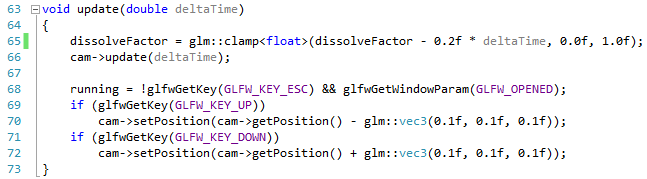 63 void update(double deltaTime)
64 {
65 dissolveFactor = glm::clamp<float>(dissolveFactor - 0.2f * deltaTime, 0.0f, 1.0f);
66 cam->update(deltaTime);
67
68 running = !glfwGetKey(GLFW_KEY_ESC) && glfwGetWindowParam(GLFW_OPENED);
69 if (glfwGetKey(GLFW_KEY_UP))
70 cam->setPosition(cam->getPosition() - glm::vec3(0.1f, 0.1f, 0.1f));
71 if (glfwGetKey(GLFW_KEY_DOWN))
72 cam->setPosition(cam->getPosition() + glm::vec3(0.1f, 0.1f, 0.1f));
73 }